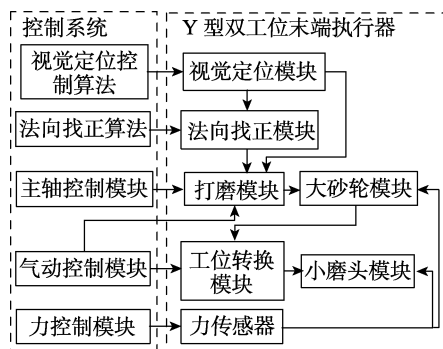 控制系统
Y 型双工位末端执行器
视觉定位控
制算法
视觉定位模块
法向找正算法
法向找正模块
主轴控制模块
打磨模块
大砂轮模块
气动控制模块
工位转换
模块
小磨头模块
力控制模块
力传感器